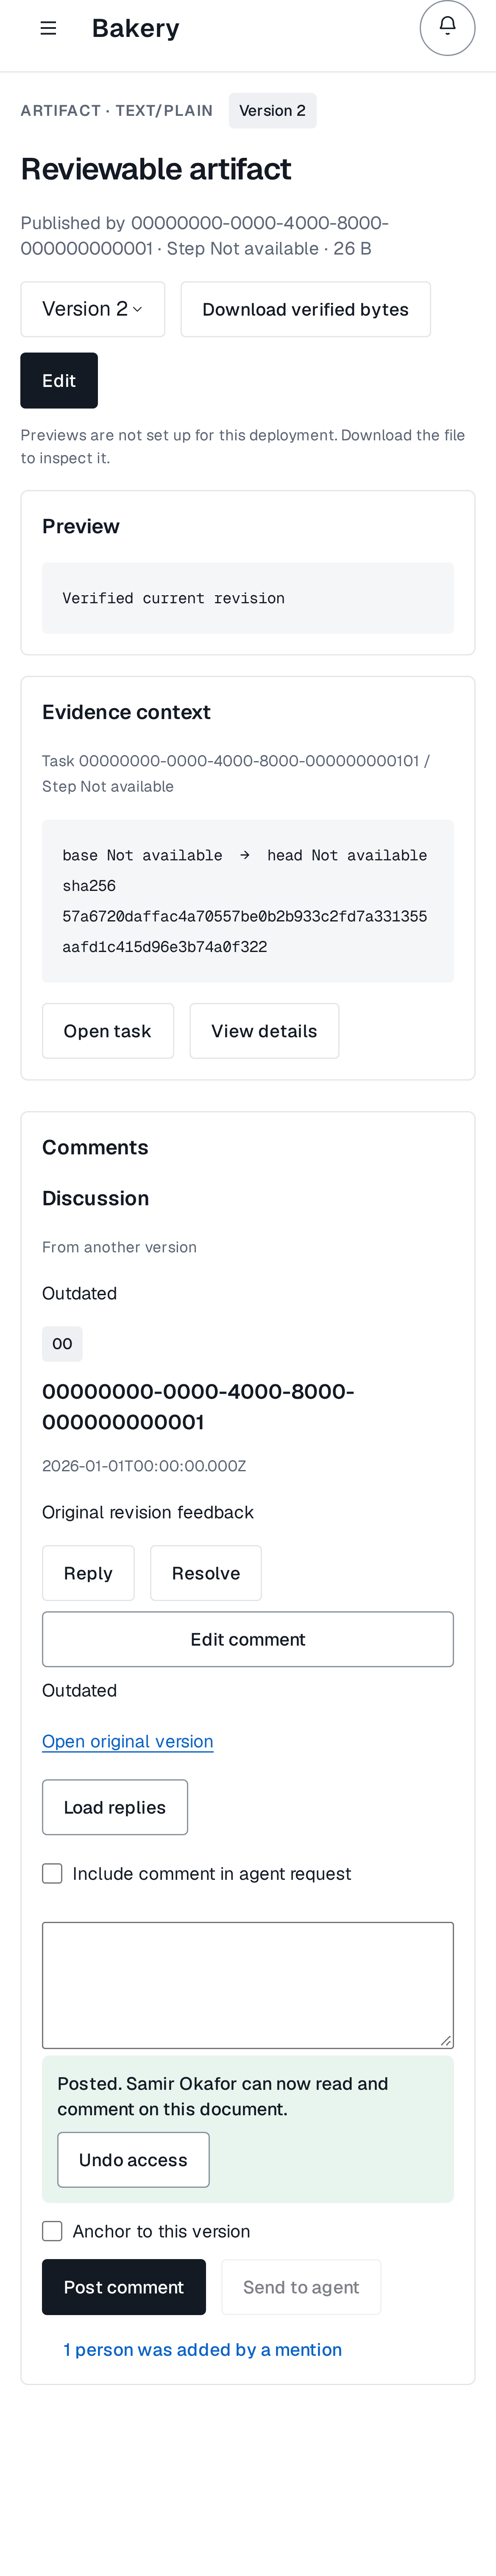 Bakery
ARTIFACT · TEXT/PLAIN
Version 2
Reviewable artifact
Published by 00000000-0000-4000-8000-
000000000001 · Step Not available · 26 B
Version 2
Download verified bytes
Edit
Previews are not set up for this deployment. Download the file
to inspect it.
Preview
Verified current revision
Evidence context
Task 00000000-0000-4000-8000-000000000101 /
Step Not available
base Not available → head Not available
sha256
57a6720daffac4a70557be0b2b933c2fd7a331355
aafd1c415d96e3b74a0f322
Open task
View details
Comments
Discussion
From another version
Outdated
00
00000000-0000-4000-8000-
000000000001
2026-01-01T00:00:00.000Z
Original revision feedback
Reply
Resolve
Edit comment
Outdated
Open original version
Load replies
Include comment in agent request
Posted. Samir Okafor can now read and
comment on this document.
Undo access
Anchor to this version
Post comment
Send to agent
1 person was added by a mention